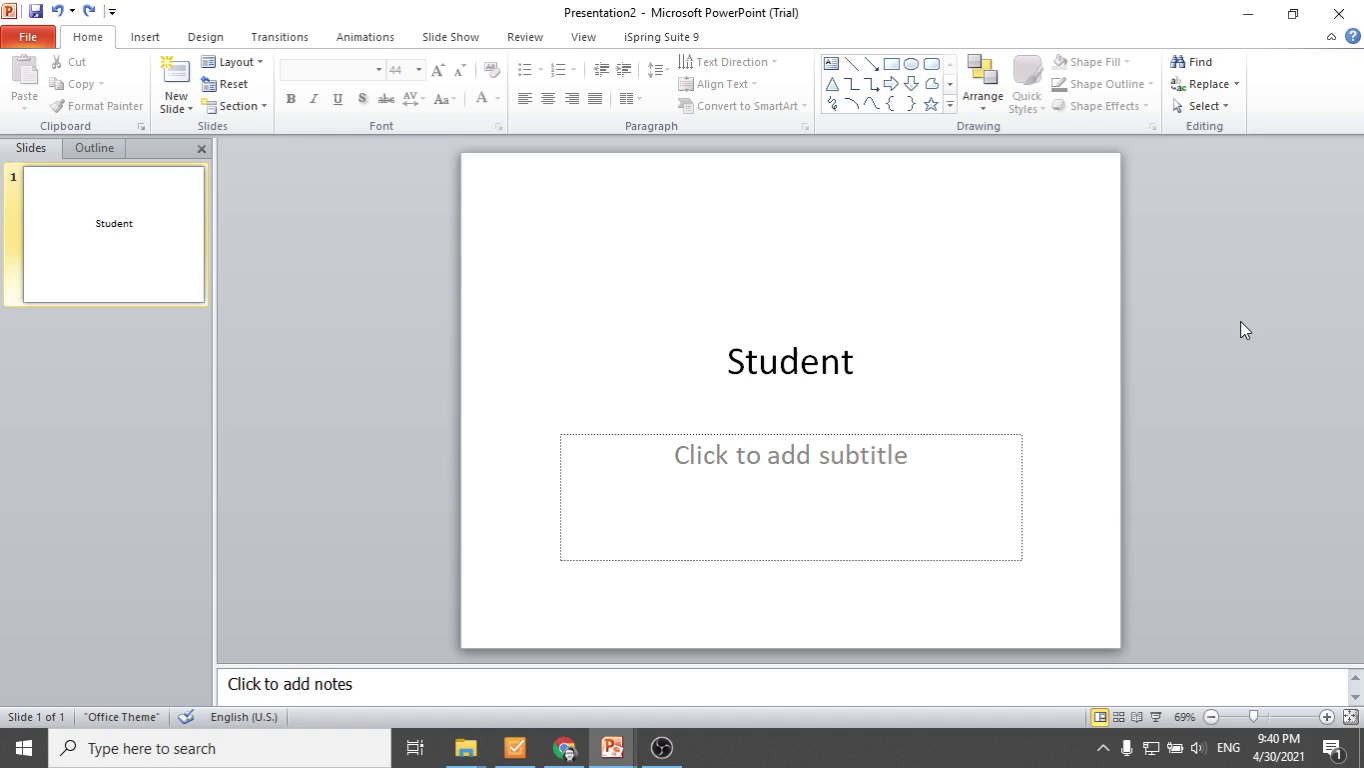 Presentation2 - Microsoft PowerPoint (Trial)
File Home Insert Design Transitions Animations Slide Show Review View iSpring Suite 9
Paste
Cut
Copy
Format Painter
Clipboard
New
Slide
Layout
Reset
Section
Slides
44
B I U S abc AV Aa A
Font
Text Direction
Align Text
Convert to SmartArt
Paragraph
Arrange
Quick
Styles
Shape Fill
Shape Outline
Shape Effects
Drawing
Find
Replace
Select
Editing
Slides Outline
1
Student
Student
Click to add subtitle
Click to add notes
Slide 1 of 1 "Office Theme" English (U.S.) 69%
Type here to search
ENG
9:40 PM
4/30/2021
1